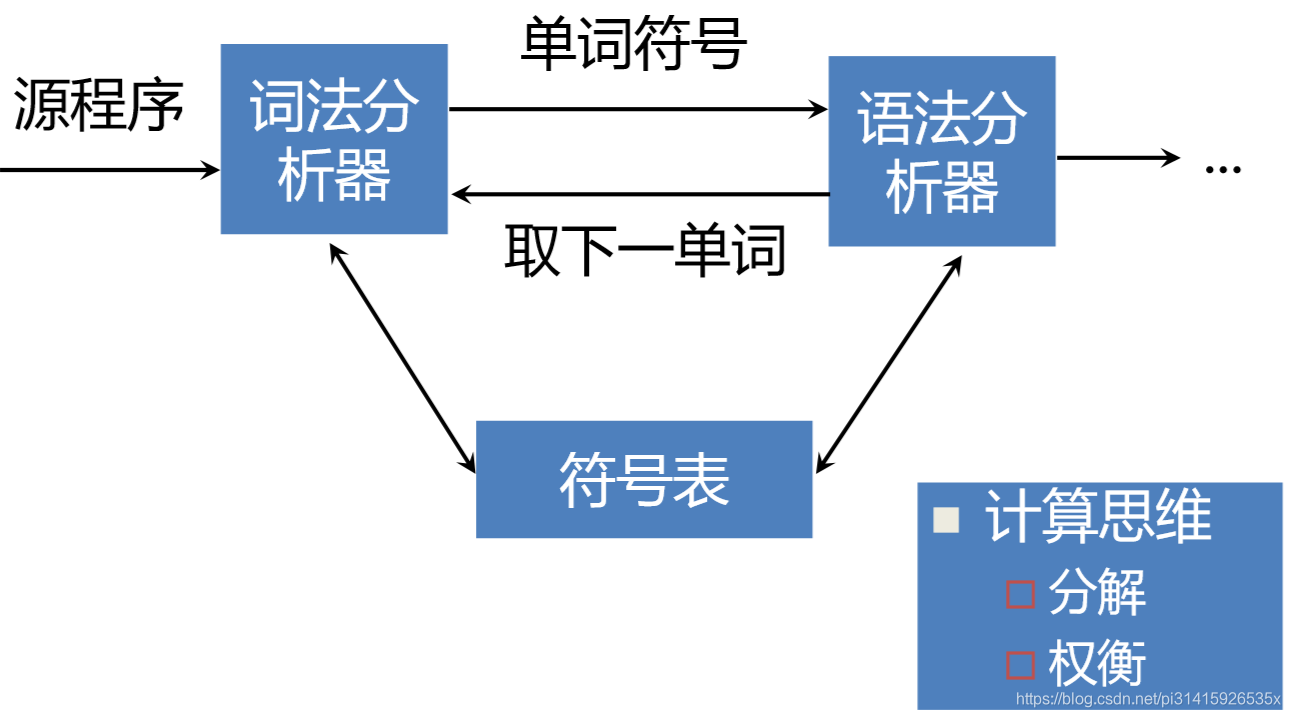 单词符号
源程序
词法分
析器
语法分
析器
...
取下一单词
符号表
计算思维
分解
权衡
https://blog.csdn.net/pi31415926535x